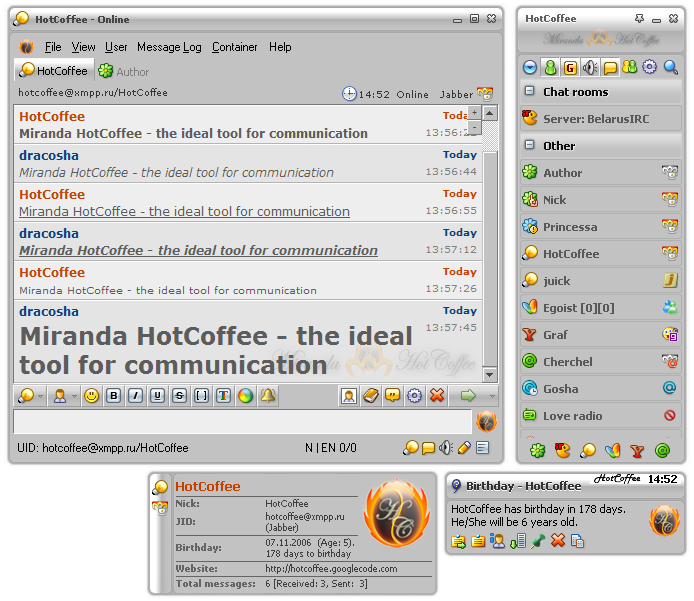 HotCoffee - Online
File View User Message Log Container Help
HotCoffee Author
hotcoffee@xmpp.ru/HotCoffee 14:52 Online Jabber
HotCoffee Today
Miranda HotCoffee - the ideal tool for communication
dracosha Today
Miranda HotCoffee - the ideal tool for communication 13:56:44
HotCoffee Today
Miranda HotCoffee - the ideal tool for communication 13:56:55
dracosha Today
Miranda HotCoffee - the ideal tool for communication 13:57:12
HotCoffee Today
Miranda HotCoffee - the ideal tool for communication 13:57:26
dracosha Today
Miranda HotCoffee - the ideal 13:57:45
tool for communication
Miranda HotCoffee
B I U S [·] T
UID: hotcoffee@xmpp.ru/HotCoffee N | EN 0/0
HotCoffee
Miranda HotCoffee
Chat rooms
Server: BelarusIRC
Other
Author
Nick
Princessa
HotCoffee
juick
Egoist [0][0]
Graf
Cherchel
Gosha
Love radio
HotCoffee
Nick: HotCoffee
JID: hotcoffee@xmpp.ru
(Jabber)
Birthday: 07.11.2006 (Age: 5).
178 days to birthday
Website: http://hotcoffee.googlecode.com
Total messages: 6 [Received: 3, Sent: 3]
HC
HotCoffee 14:52
Birthday - HotCoffee
HotCoffee has birthday in 178 days.
He/She will be 6 years old.